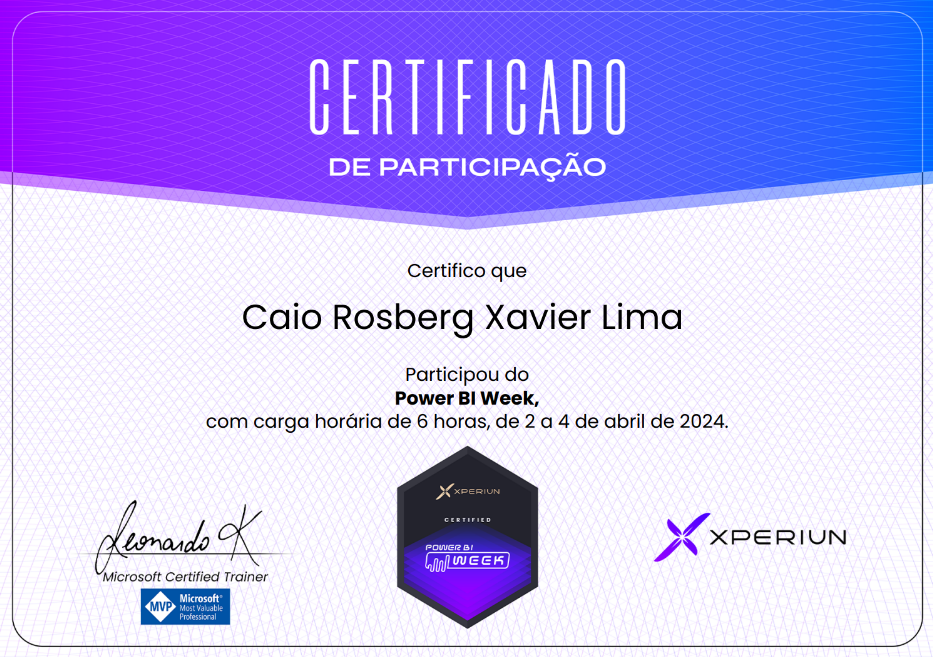 CERTIFICADO
DE PARTICIPAÇÃO
Certifico que
Caio Rosberg Xavier Lima
Participou do
Power BI Week,
com carga horária de 6 horas, de 2 a 4 de abril de 2024.
XPERIUN
CERTIFIED
POWER BI
WEEK
Leonardo K
Microsoft Certified Trainer
MVP
Microsoft®
Most Valuable
Professional
XPERIUN